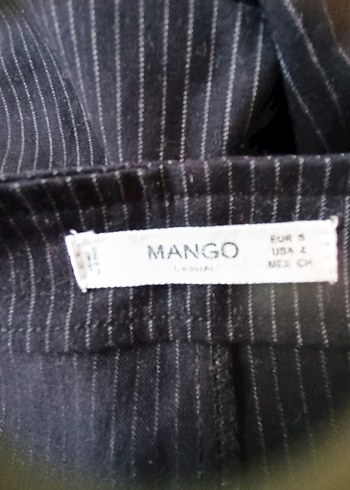 MANGO
CASUAL
EUR S
USA 4
MEX CH